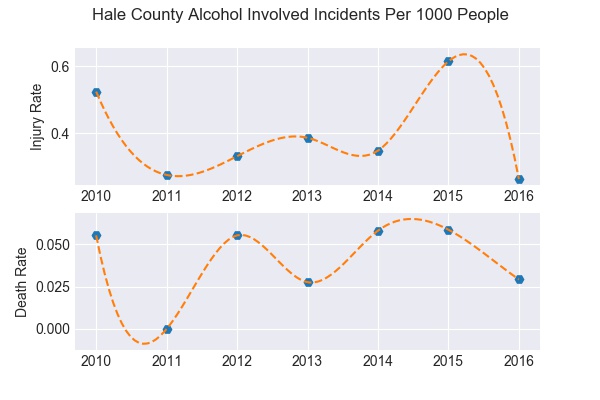 Hale County Alcohol Involved Incidents Per 1000 People
Injury Rate
0.6
0.4
2010 2011 2012 2013 2014 2015 2016
Death Rate
0.050
0.025
0.000
2010 2011 2012 2013 2014 2015 2016